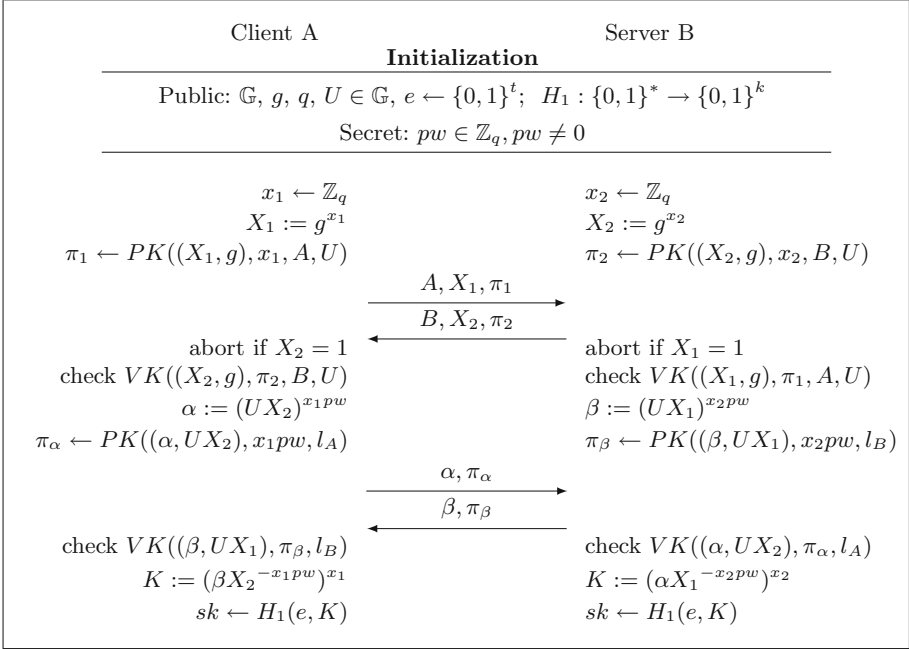 Client A Server B
Initialization
Public: 𝔾, g, q, U ∈ 𝔾, e ← {0, 1}^t; H₁ : {0, 1}^* → {0, 1}^k
Secret: pw ∈ ℤ_q, pw ≠ 0
x₁ ← ℤ_q x₂ ← ℤ_q
X₁ := g^{x₁} X₂ := g^{x₂}
π₁ ← PK((X₁, g), x₁, A, U) π₂ ← PK((X₂, g), x₂, B, U)
A, X₁, π₁
B, X₂, π₂
abort if X₂ = 1 abort if X₁ = 1
check VK((X₂, g), π₂, B, U) check VK((X₁, g), π₁, A, U)
α := (UX₂)^{x₁pw} β := (UX₁)^{x₂pw}
π_α ← PK((α, UX₂), x₁pw, l_A) π_β ← PK((β, UX₁), x₂pw, l_B)
α, π_α
β, π_β
check VK((β, UX₁), π_β, l_B) check VK((α, UX₂), π_α, l_A)
K := (βX₂^{−x₁pw})^{x₁} K := (αX₁^{−x₂pw})^{x₂}
sk ← H₁(e, K) sk ← H₁(e, K)